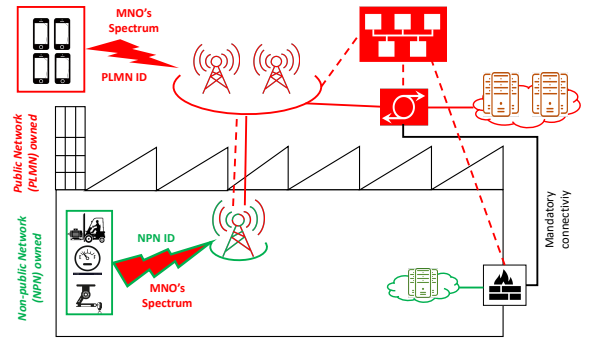 MNO's
Spectrum
PLMN ID
Public Network
(PLMN) owned
Non-public Network
(NPN) owned
NPN ID
MNO's
Spectrum
Mandatory
connectiviy